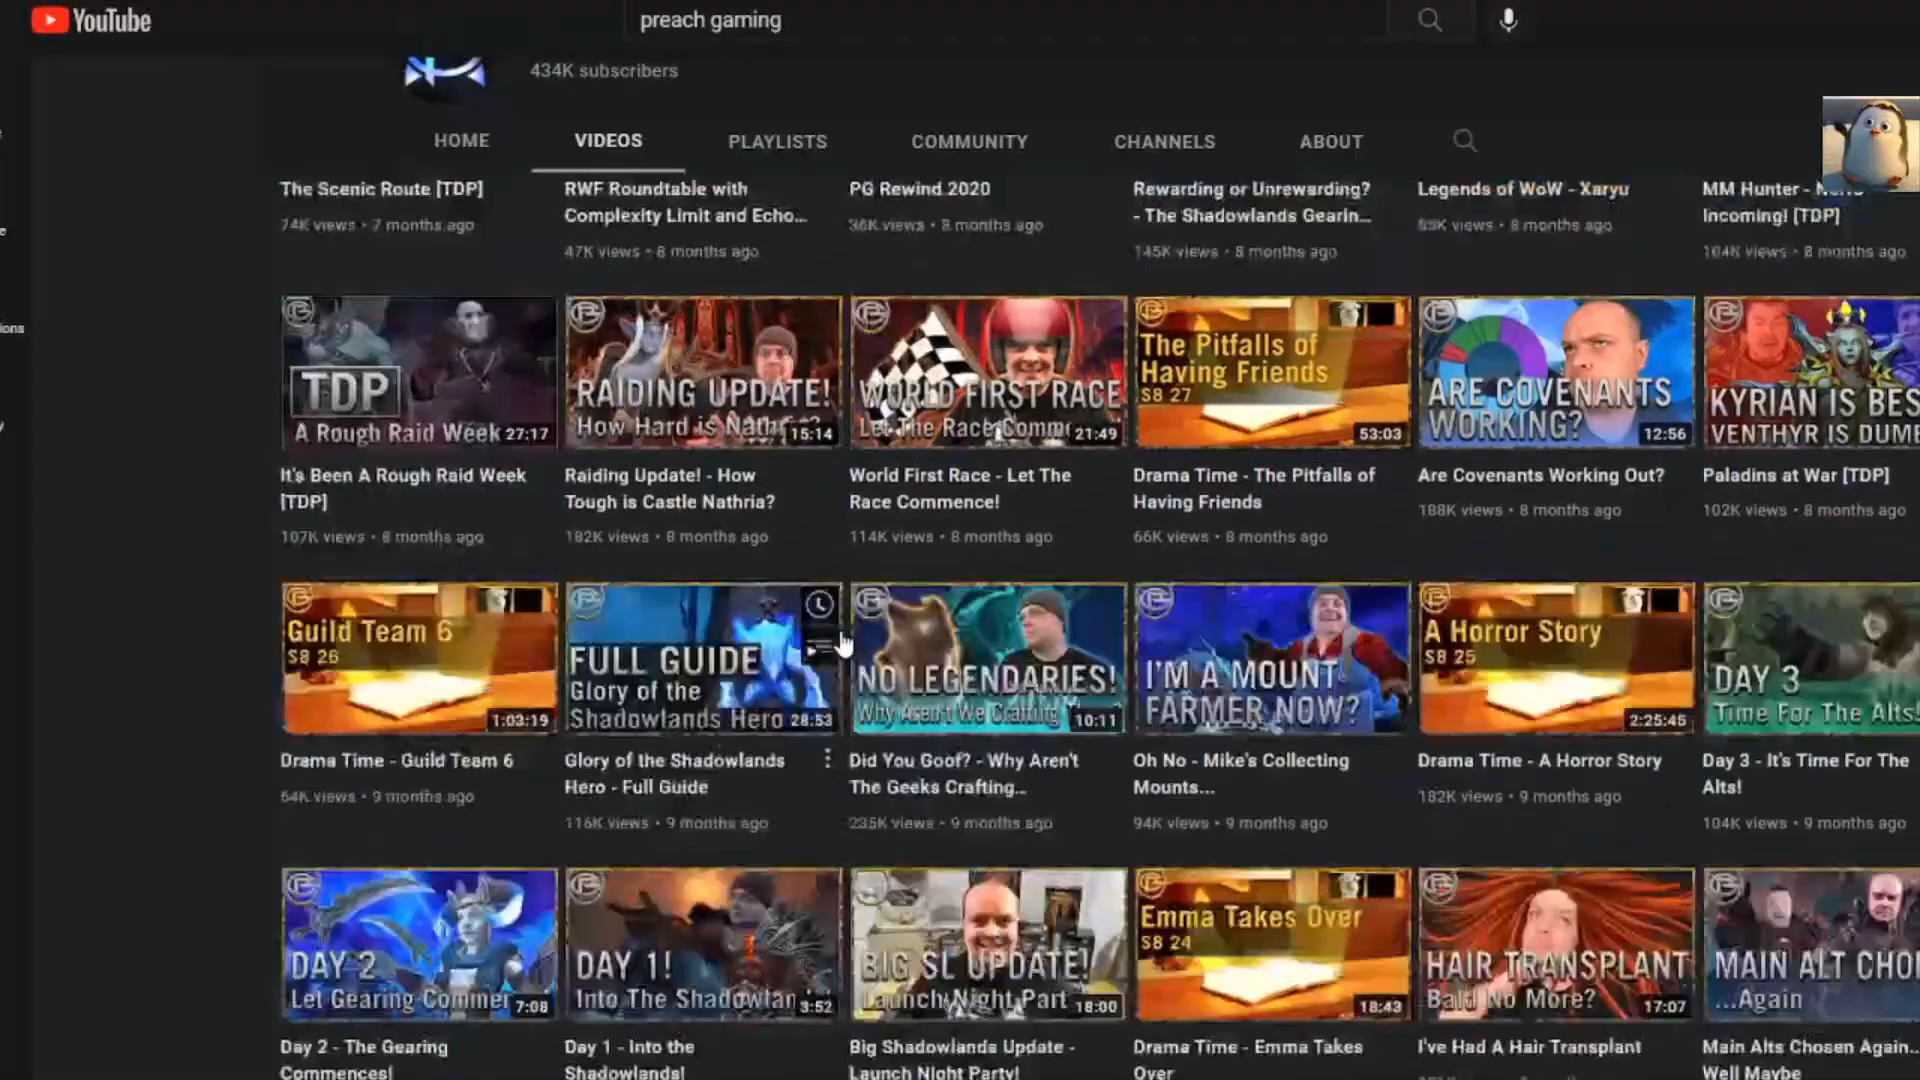 YouTube
preach gaming
434K subscribers
HOME
VIDEOS
PLAYLISTS
COMMUNITY
CHANNELS
ABOUT
The Scenic Route [TDP]
74K views • 7 months ago
RWF Roundtable with
Complexity Limit and Echo...
47K views • 8 months ago
PG Rewind 2020
36K views • 8 months ago
Rewarding or Unrewarding?
- The Shadowlands Gearin...
145K views • 8 months ago
Legends of WoW - Xaryu
views • 8 months ago
MM Hunter -
Incoming! [TDP]
104K views • 8 months ago
ions
TDP
A Rough Raid Week
27:17
It's Been A Rough Raid Week
[TDP]
107K views • 8 months ago
RAIDING UPDATE!
How Hard is Nathria?
15:14
Raiding Update! - How
Tough is Castle Nathria?
182K views • 8 months ago
WORLD FIRST RACE
Let The Race Comm
21:49
World First Race - Let The
Race Commence!
114K views • 8 months ago
The Pitfalls of
Having Friends
S8 27
53:03
Drama Time - The Pitfalls of
Having Friends
66K views • 8 months ago
ARE COVENANTS
WORKING?
12:56
Are Covenants Working Out?
188K views • 8 months ago
KYRIAN IS BES
VENTHYR IS DUM
Paladins at War [TDP]
102K views • 8 months ago
Guild Team 6
S8 26
1:03:19
Drama Time - Guild Team 6
64K views • 9 months ago
FULL GUIDE
Glory of the
Shadowlands Hero
28:53
Glory of the Shadowlands
Hero - Full Guide
116K views • 9 months ago
NO LEGENDARIES!
Why Aren't We Crafting
10:11
Did You Goof? - Why Aren't
The Geeks Crafting...
235K views • 9 months ago
I'M A MOUNT
FARMER NOW?
Oh No - Mike's Collecting
Mounts...
94K views • 9 months ago
A Horror Story
S8 25
2:25:45
Drama Time - A Horror Story
182K views • 9 months ago
DAY 3
Time For The Alts!
Day 3 - It's Time For The
Alts!
104K views • 9 months ago
DAY 2
Let Gearing Commen
7:08
Day 2 - The Gearing
Commences!
DAY 1!
Into The Shadowlan
3:52
Day 1 - Into the
Shadowlands!
BIG SL UPDATE!
Launch Night Part
18:00
Big Shadowlands Update -
Launch Night Party!
Emma Takes Over
S8 24
18:43
Drama Time - Emma Takes
Over
HAIR TRANSPLANT
Bald No More?
17:07
I've Had A Hair Transplant
MAIN ALT CHO
...Again
Main Alts Chosen Again...
Well Maybe